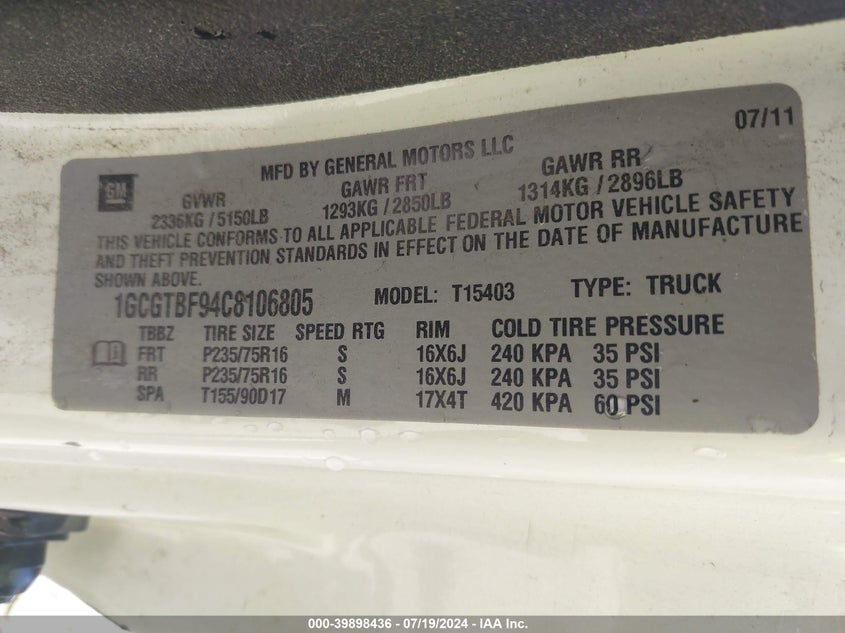 07/11
GM
MFD BY GENERAL MOTORS LLC
GVWR GAWR FRT GAWR RR
2336KG / 5150LB 1293KG / 2850LB 1314KG / 2896LB
THIS VEHICLE CONFORMS TO ALL APPLICABLE FEDERAL MOTOR VEHICLE SAFETY
AND THEFT PREVENTION STANDARDS IN EFFECT ON THE DATE OF MANUFACTURE
SHOWN ABOVE.
1GCGTBF94C8106805 MODEL: T15403 TYPE: TRUCK
TBBZ TIRE SIZE SPEED RTG RIM COLD TIRE PRESSURE
FRT P235/75R16 S 16X6J 240 KPA 35 PSI
RR P235/75R16 S 16X6J 240 KPA 35 PSI
SPA T155/90D17 M 17X4T 420 KPA 60 PSI
000-39898436 - 07/19/2024 - IAA Inc.